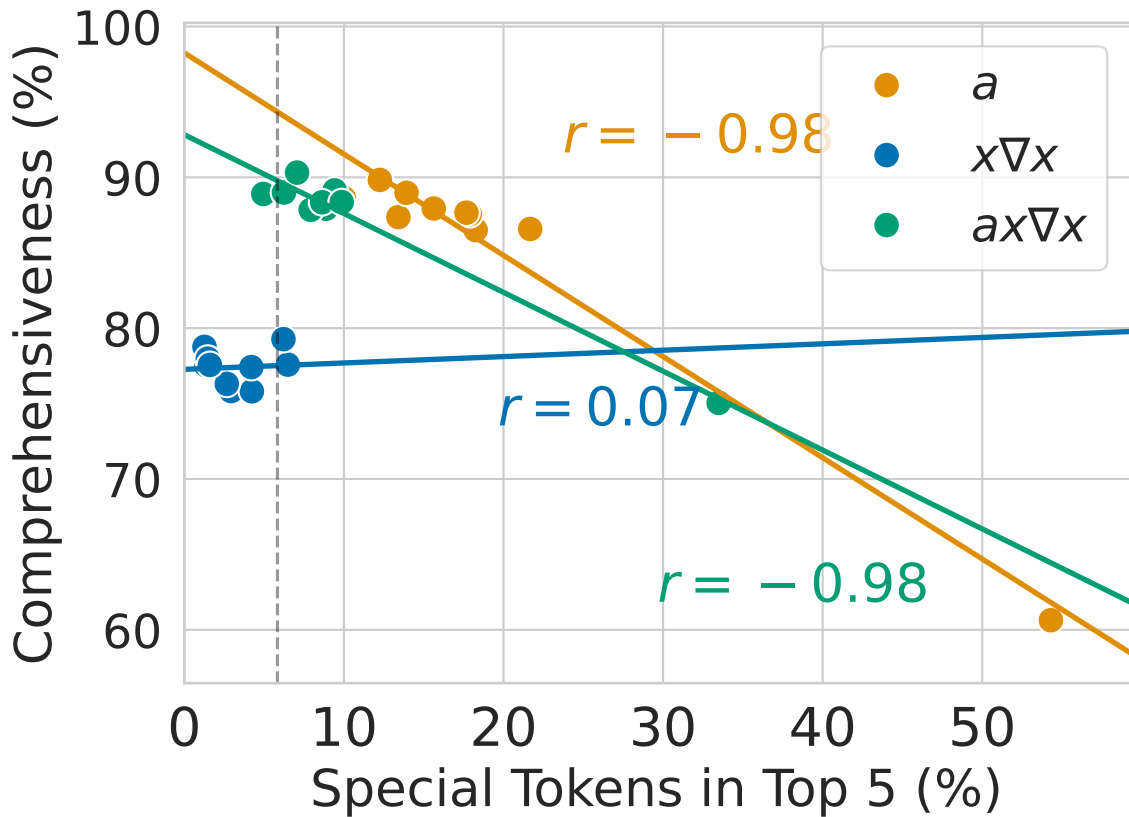 Comprehensiveness (%)
100
90
80
70
60
r = − 0.98
a
x∇x
ax∇x
r = 0.07
r = − 0.98
0 10 20 30 40 50
Special Tokens in Top 5 (%)